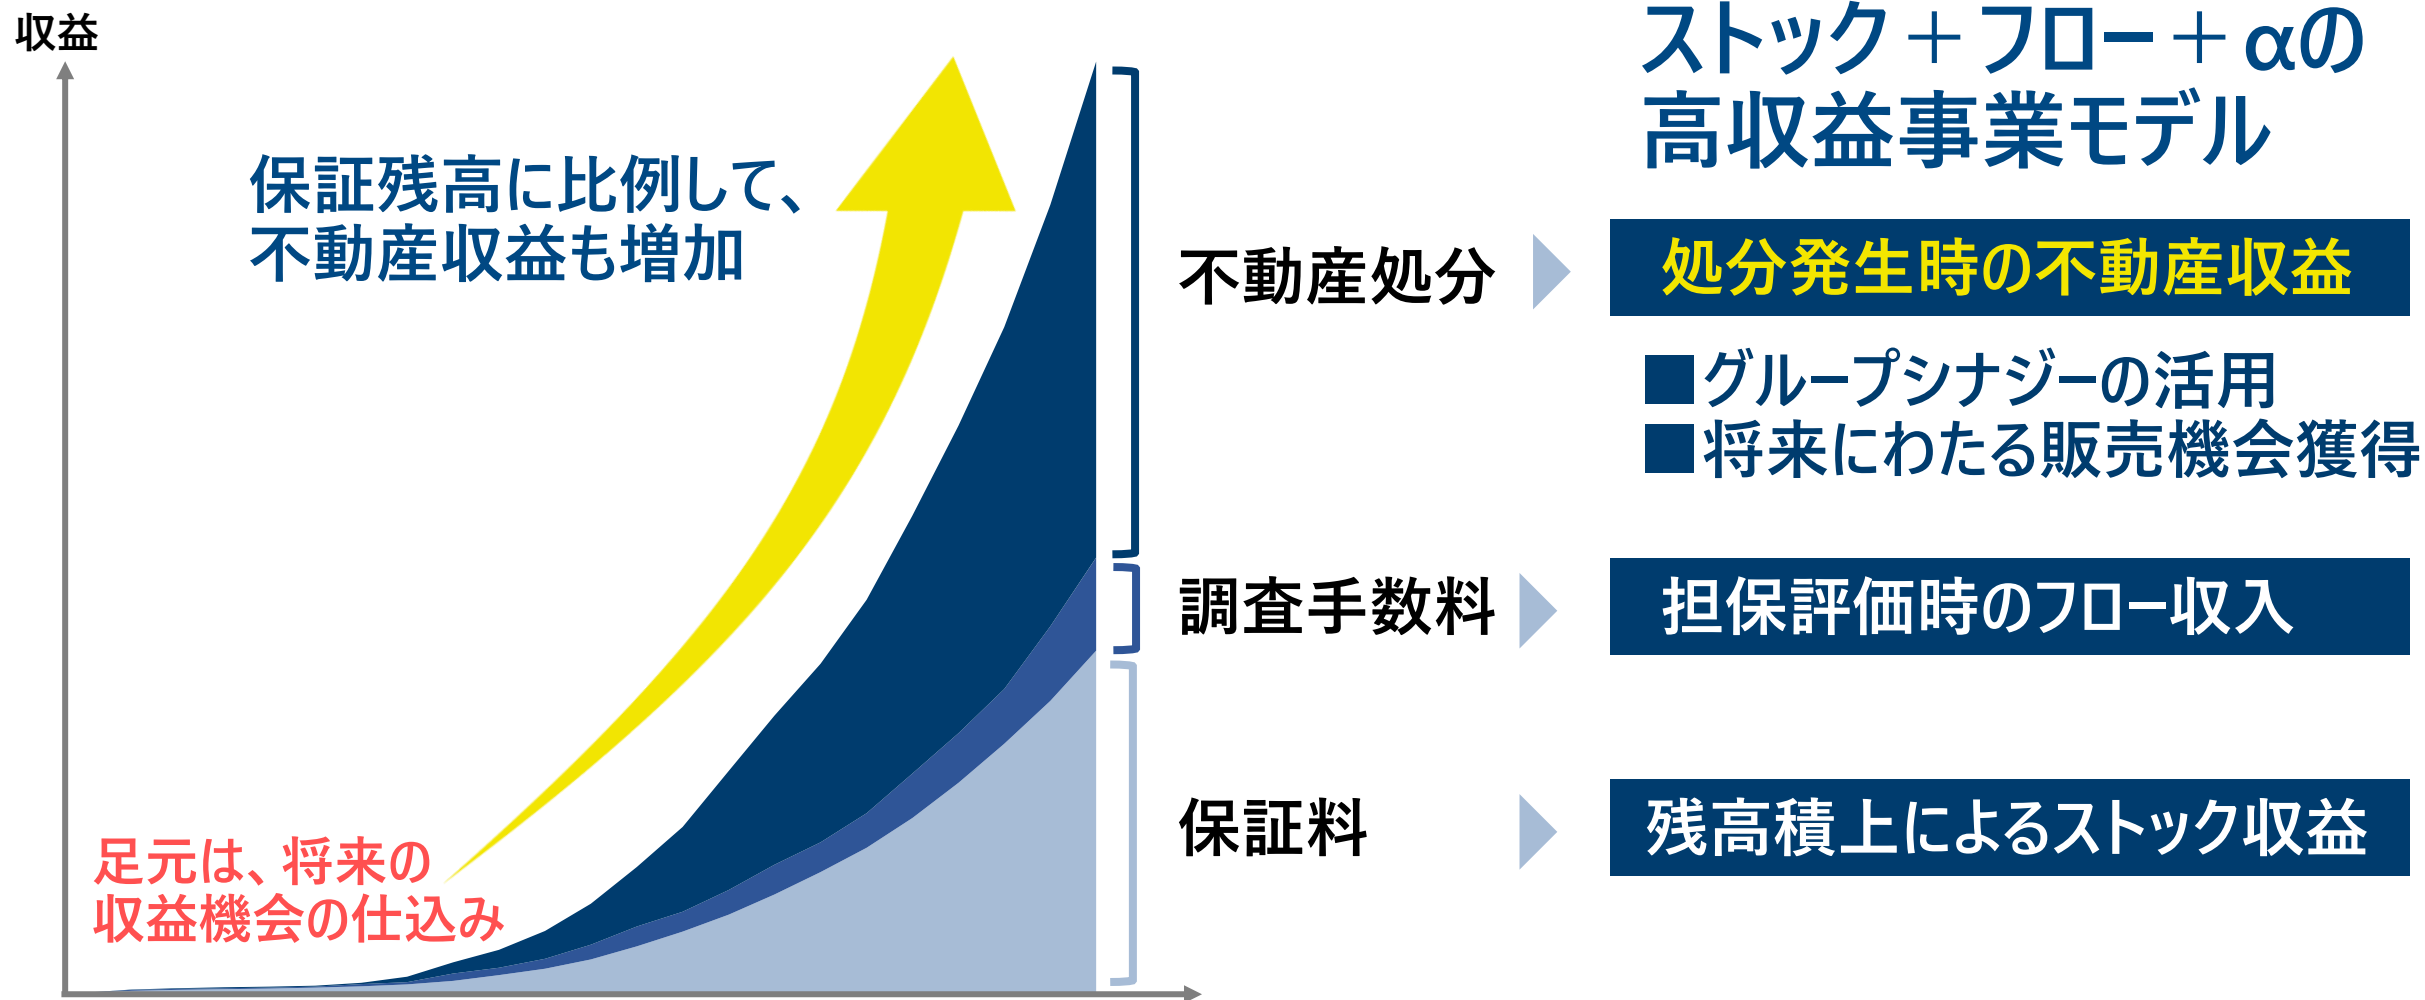 収益
保証残高に比例して、
不動産収益も増加
足元は、将来の
収益機会の仕込み
ストック＋フロー＋αの
高収益事業モデル
不動産処分
処分発生時の不動産収益
■グループシナジーの活用
■将来にわたる販売機会獲得
調査手数料
担保評価時のフロー収入
保証料
残高積上によるストック収益